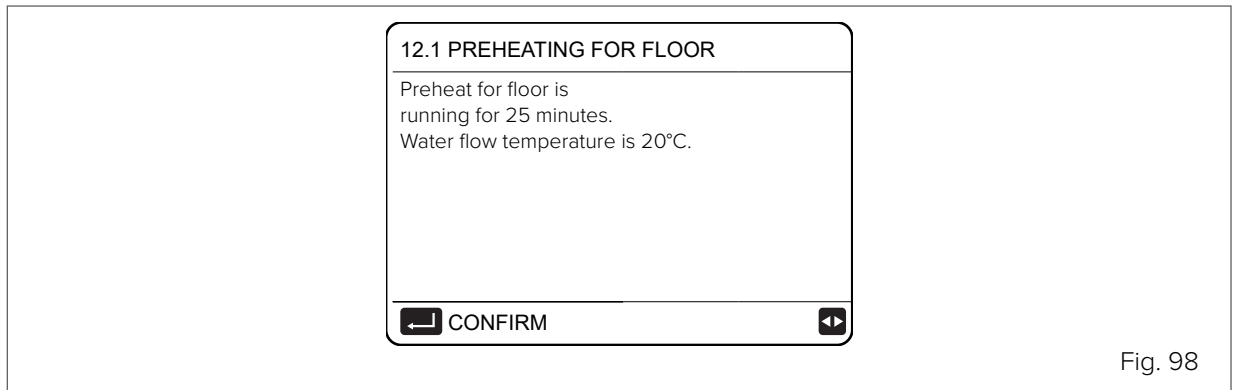 12.1 PREHEATING FOR FLOOR
Preheat for floor is
running for 25 minutes.
Water flow temperature is 20°C.
CONFIRM
Fig. 98